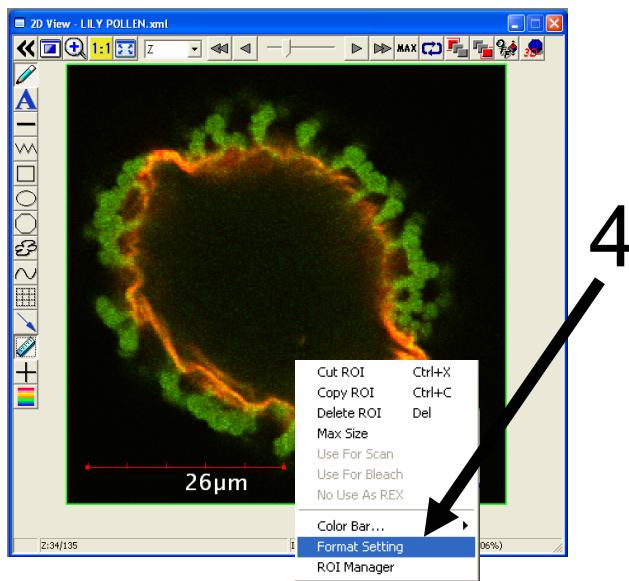 2D View - LILY POLLEN.xml
1:1 Z MAX 3D
A
4
Cut ROI Ctrl+X
Copy ROI Ctrl+C
Delete ROI Del
Max Size
Use For Scan
Use For Bleach
No Use As REX
26µm
Color Bar...
Format Setting
ROI Manager
Z:34/135 06%)